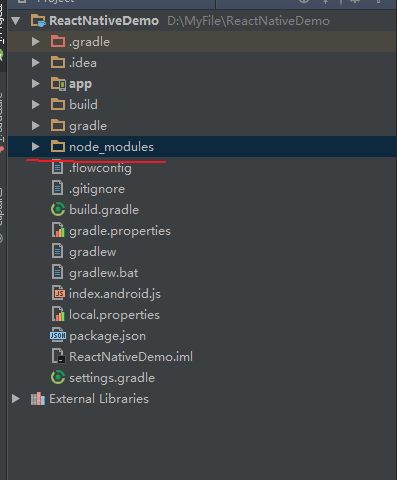 Project
ReactNativeDemo D:\MyFile\ReactNativeDemo
.gradle
.idea
app
build
gradle
node_modules
.flowconfig
.gitignore
build.gradle
gradle.properties
gradlew
gradlew.bat
index.android.js
local.properties
package.json
ReactNativeDemo.iml
settings.gradle
External Libraries